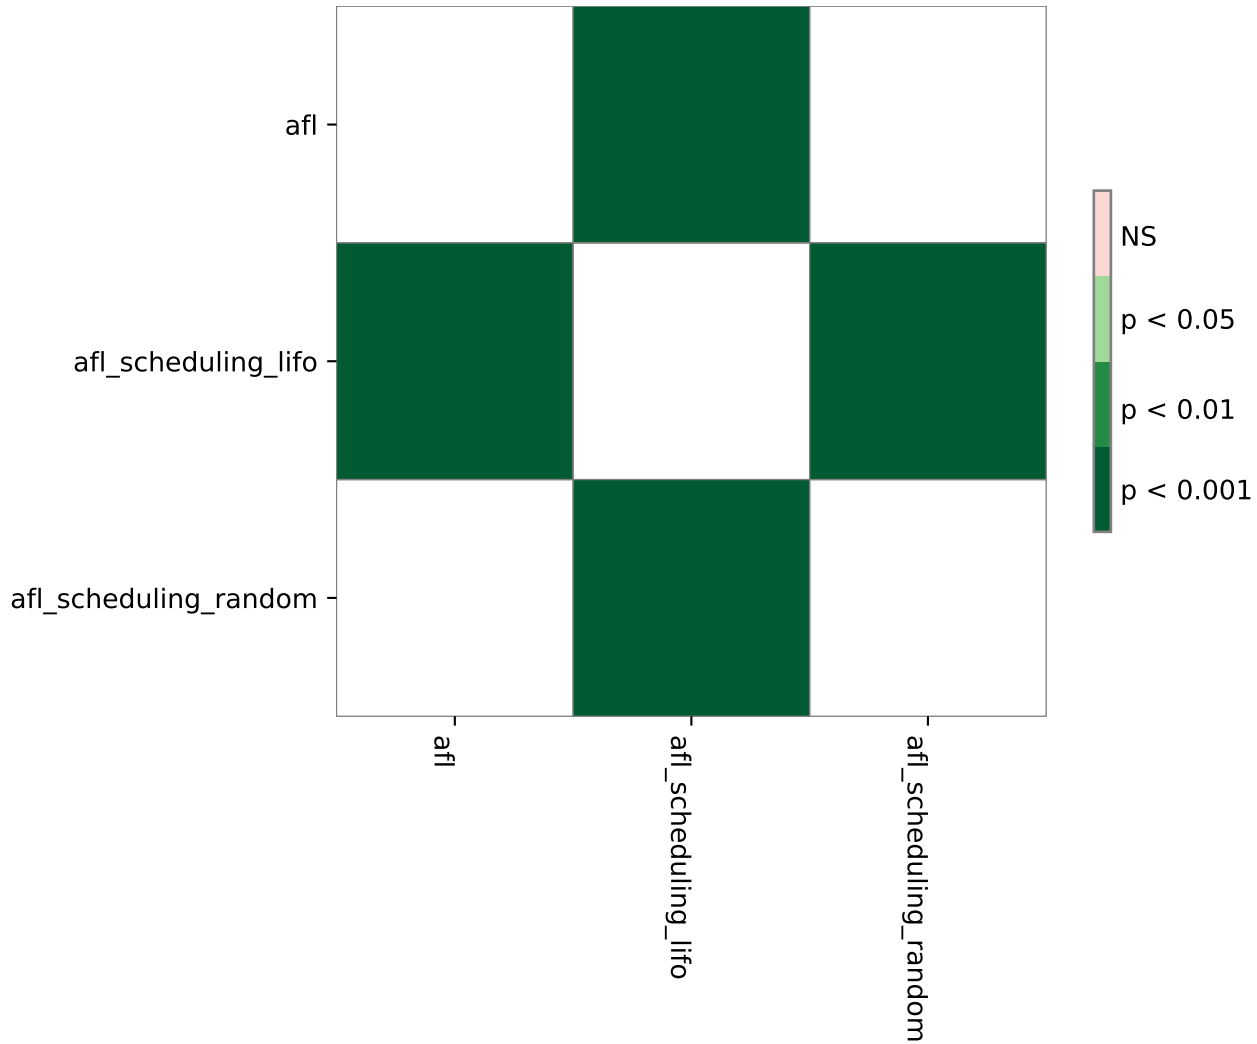 afl
afl_scheduling_lifo
afl_scheduling_random
afl
afl_scheduling_lifo
afl_scheduling_random
NS
p < 0.05
p < 0.01
p < 0.001